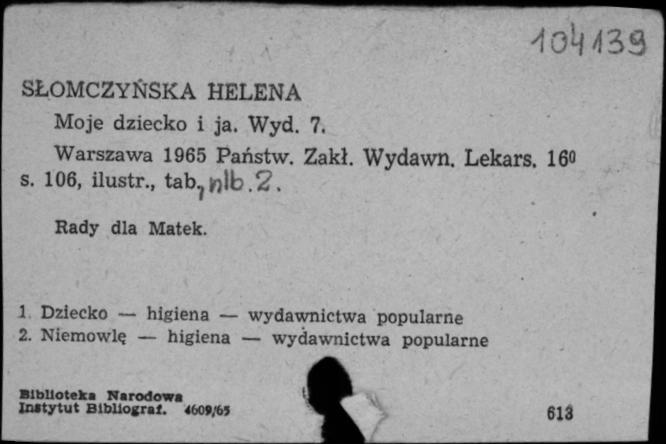 104139
SŁOMCZYŃSKA HELENA
Moje dziecko i ja. Wyd. 7.
Warszawa 1965 Państw. Zakł. Wydawn. Lekars. 16⁰
s. 106, ilustr., tab., nlb. 2.
Rady dla Matek.
1. Dziecko — higiena — wydawnictwa popularne
2. Niemowlę — higiena — wydawnictwa popularne
Biblioteka Narodowa
Instytut Bibliograf. 4609/65
613